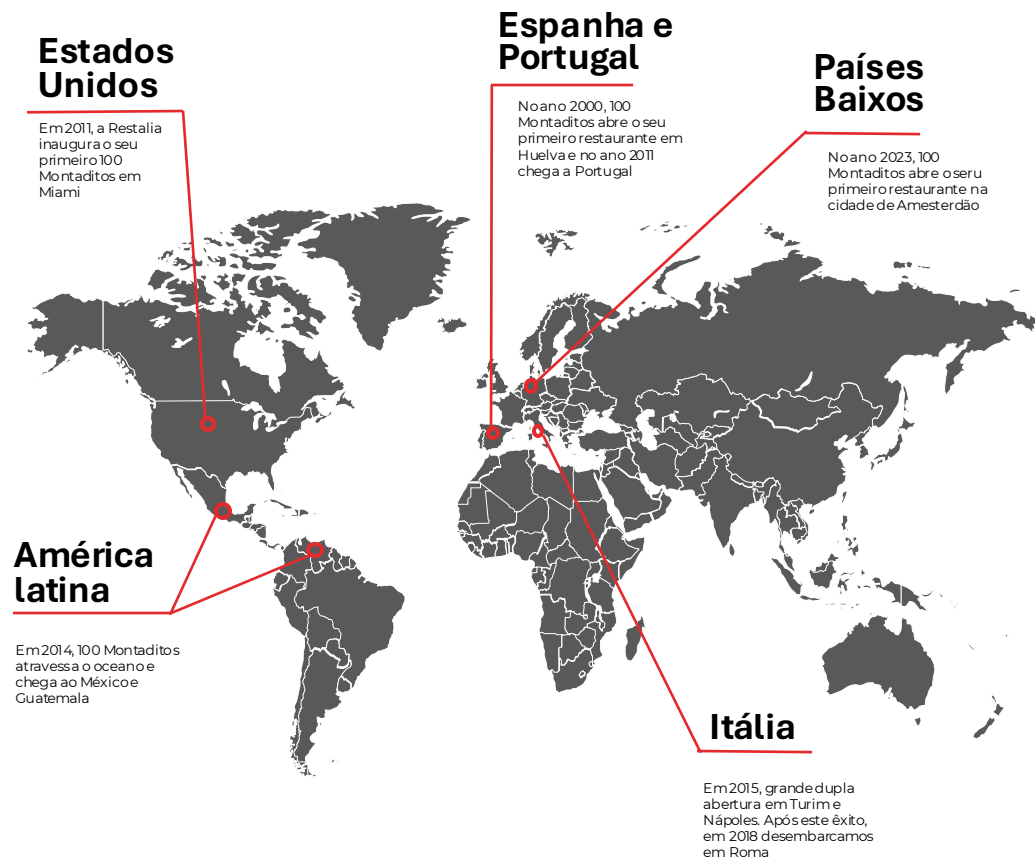 Estados
Unidos
Em 2011, a Restalia
inaugura o seu
primeiro 100
Montaditos em
Miami
Espanha e
Portugal
No ano 2000, 100
Montaditos abre o seu
primeiro restaurante em
Huelva e no ano 2011
chega a Portugal
Países
Baixos
No ano 2023, 100
Montaditos abre o seru
primeiro restaurante na
cidade de Amesterdão
América
latina
Em 2014, 100 Montaditos
atravessa o oceano e
chega ao México e
Guatemala
Itália
Em 2015, grande dupla
abertura em Turim e
Nápoles. Após este êxito,
em 2018 desembarcamos
em Roma